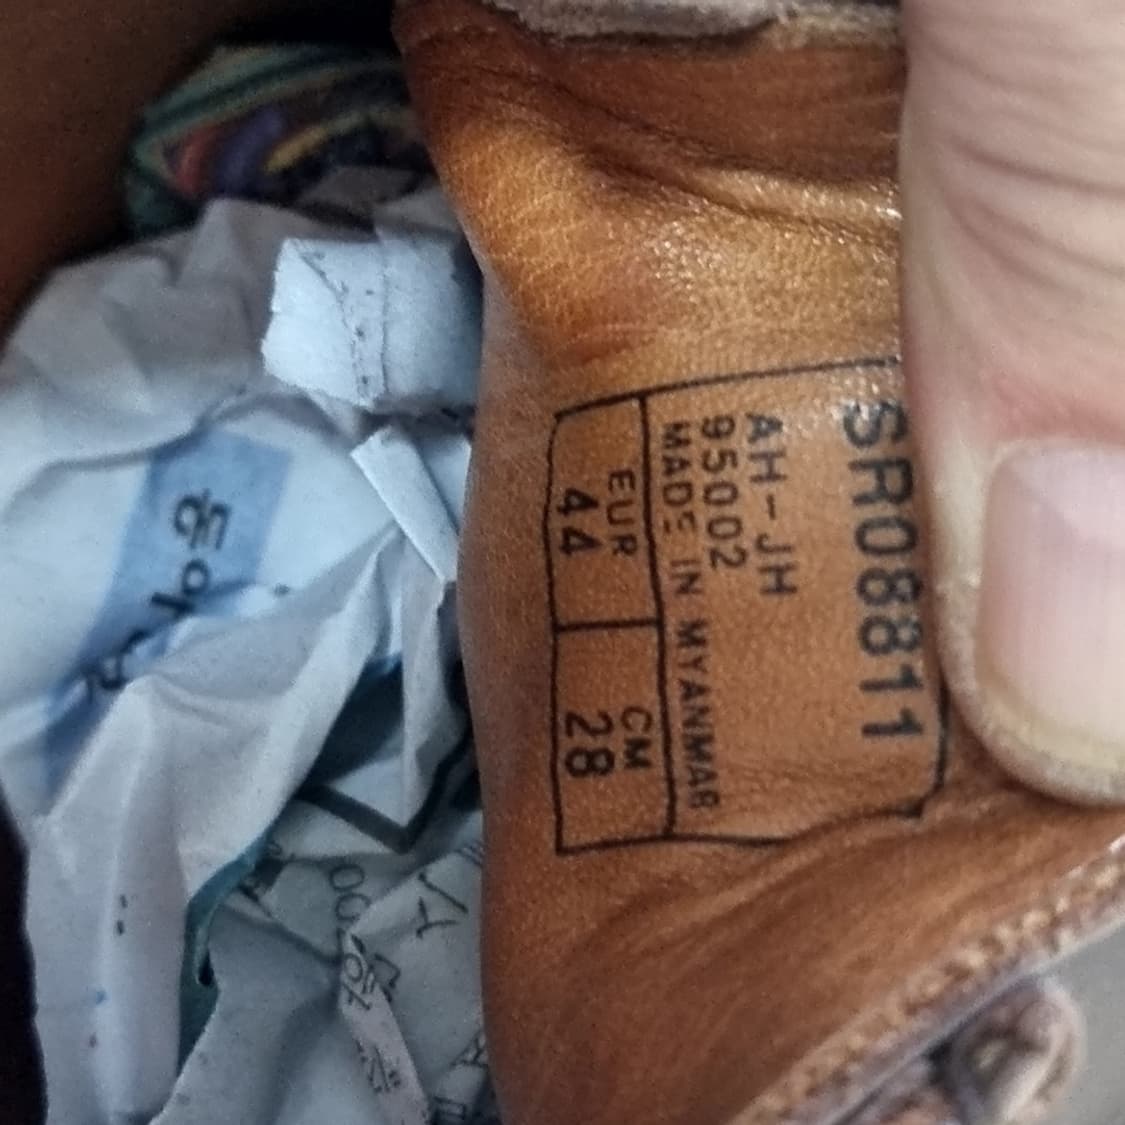 SR08811
AH-JH
95002
MADE IN MYANMAR
EUR
44
CM
28